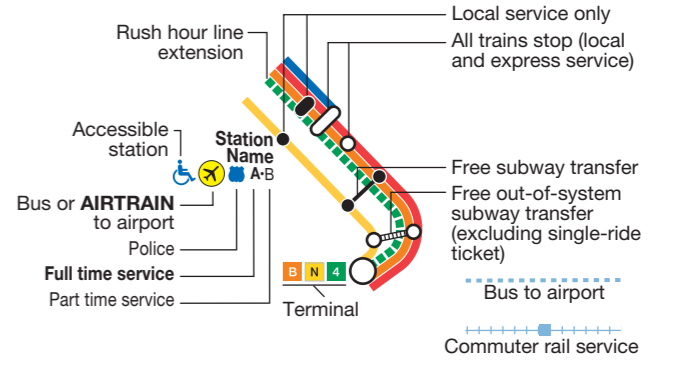 Local service only
Rush hour line
extension
All trains stop (local
and express service)
Accessible
station
Station
Name
A•B
Free subway transfer
Free out-of-system
subway transfer
(excluding single-ride
ticket)
Bus or AIRTRAIN
to airport
Police
Full time service
Part time service
B N 4
Terminal
Bus to airport
Commuter rail service